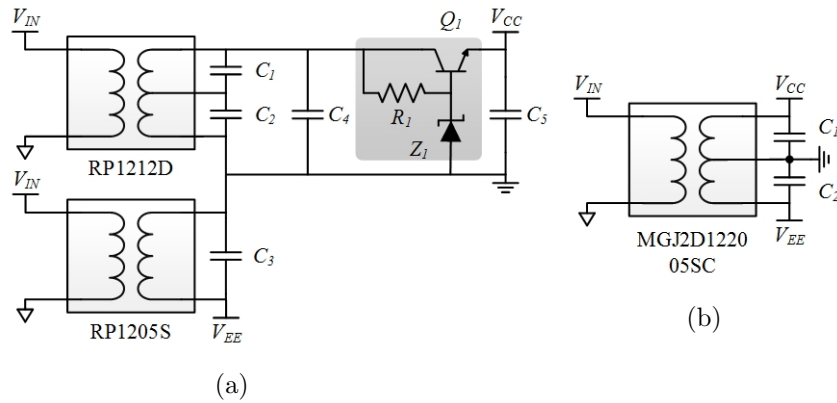 V_IN
Q_1
V_CC
C_1
C_2
C_4
R_1
Z_1
C_5
RP1212D
V_IN
C_3
RP1205S
V_EE
(a)
V_IN
V_CC
C_1
C_2
V_EE
MGJ2D1220
05SC
(b)